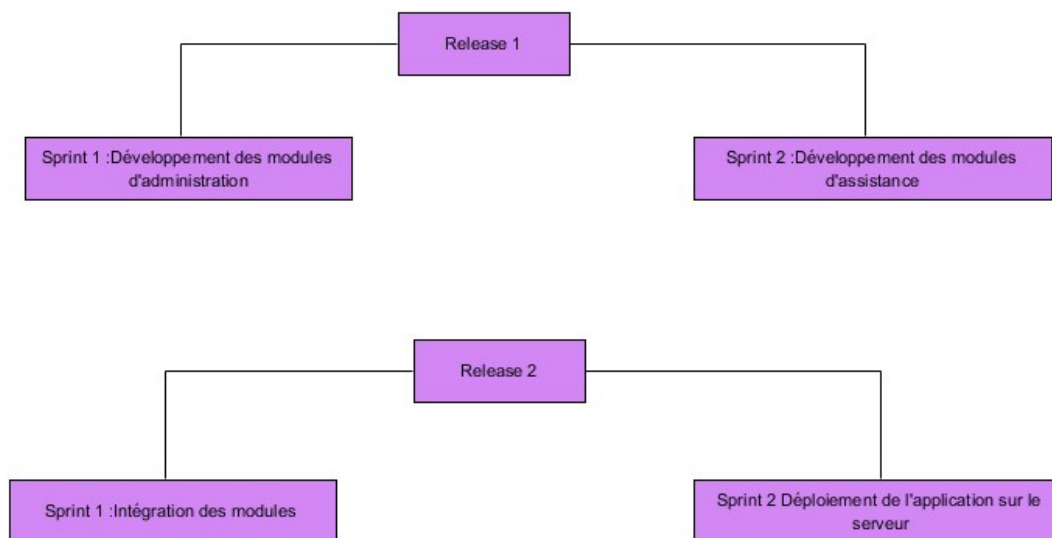 Release 1
Sprint 1 :Développement des modules
d'administration
Sprint 2 :Développement des modules
d'assistance
Release 2
Sprint 1 :Intégration des modules
Sprint 2 Déploiement de l'application sur le
serveur